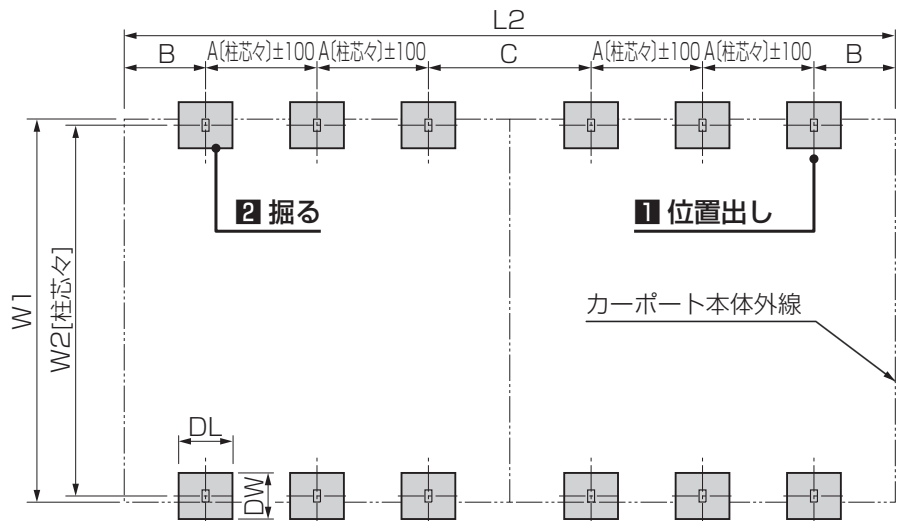 L2
B A〔柱芯々〕±100 A〔柱芯々〕±100 C A〔柱芯々〕±100 A〔柱芯々〕±100 B
2 掘る 1 位置出し
W1
W2[柱芯々]
カーポート本体外線
DL
DW